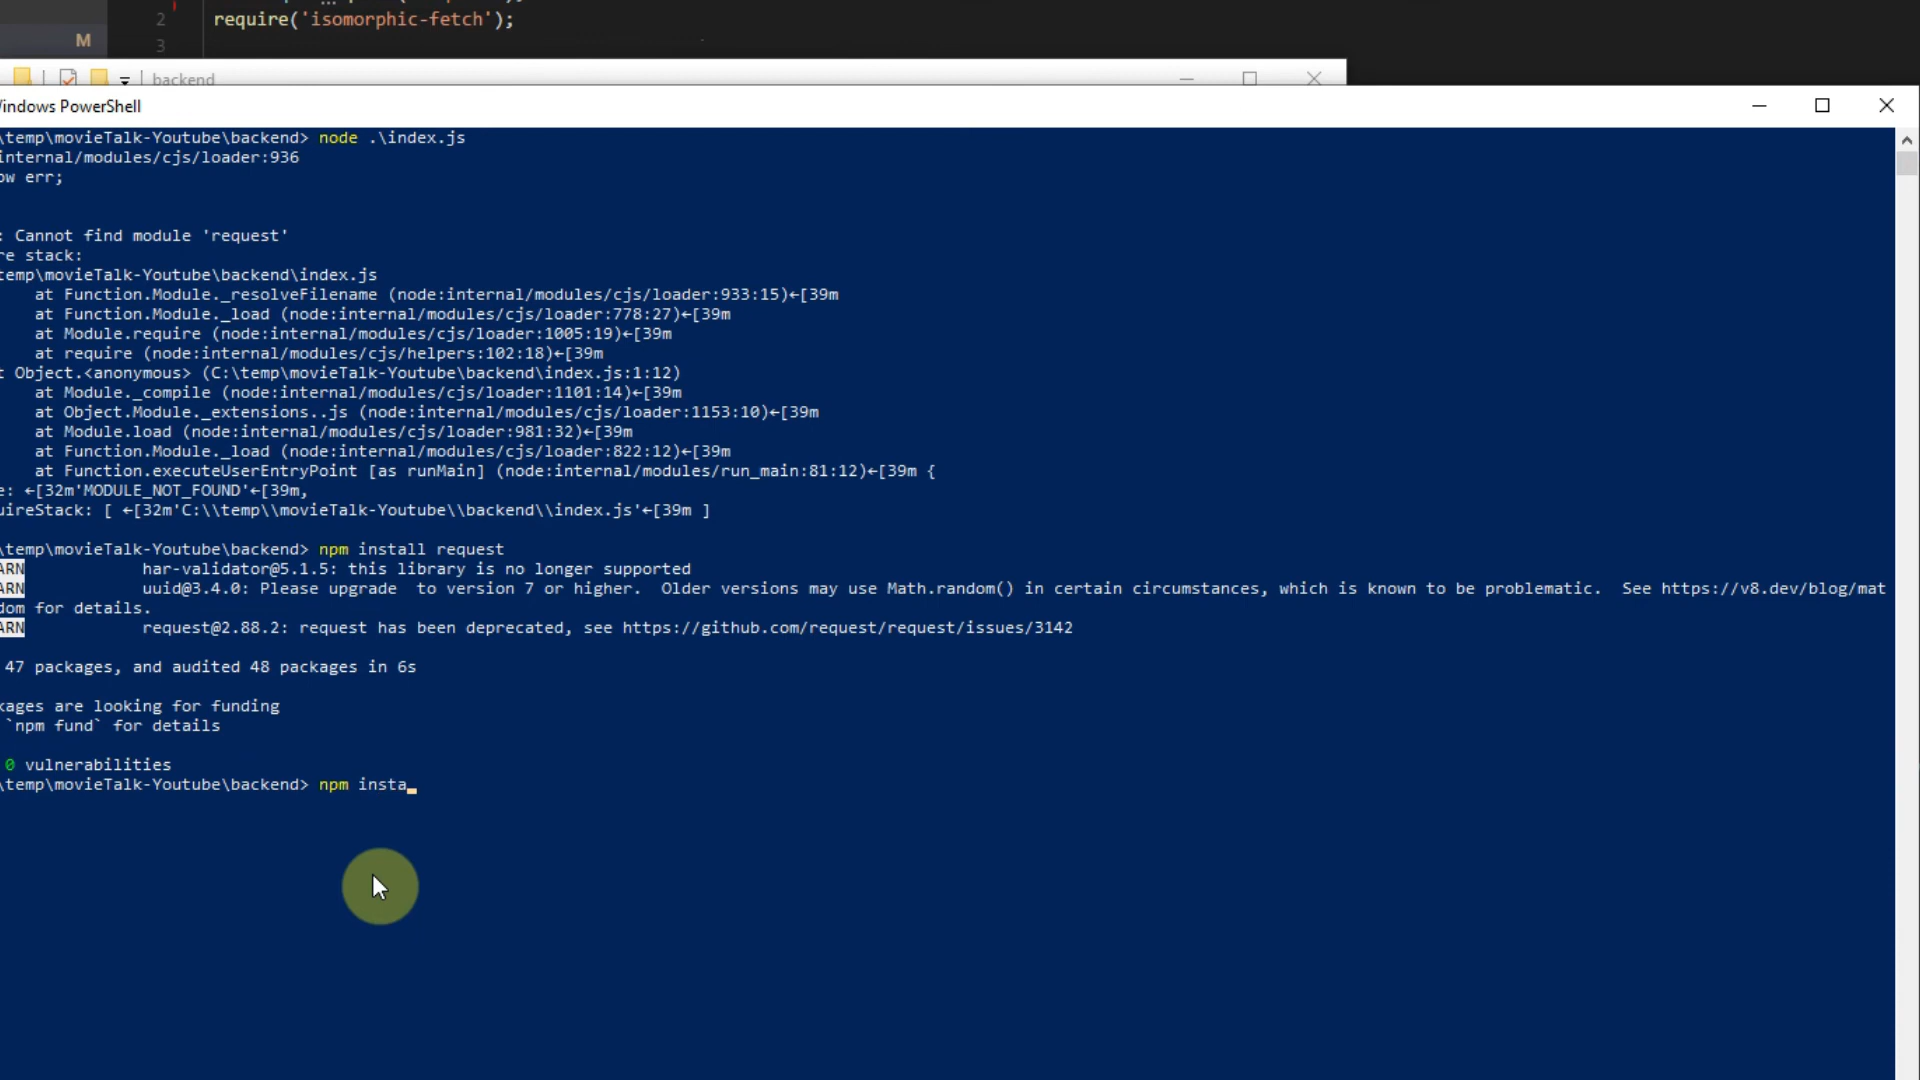 2 require('isomorphic-fetch');
M 3
backend
Windows PowerShell
\temp\movieTalk-Youtube\backend> node .\index.js
internal/modules/cjs/loader:936
ow err;
: Cannot find module 'request'
re stack:
temp\movieTalk-Youtube\backend\index.js
at Function.Module._resolveFilename (node:internal/modules/cjs/loader:933:15)←[39m
at Function.Module._load (node:internal/modules/cjs/loader:778:27)←[39m
at Module.require (node:internal/modules/cjs/loader:1005:19)←[39m
at require (node:internal/modules/cjs/helpers:102:18)←[39m
t Object.<anonymous> (C:\temp\movieTalk-Youtube\backend\index.js:1:12)
at Module._compile (node:internal/modules/cjs/loader:1101:14)←[39m
at Object.Module._extensions..js (node:internal/modules/cjs/loader:1153:10)←[39m
at Module.load (node:internal/modules/cjs/loader:981:32)←[39m
at Function.Module._load (node:internal/modules/cjs/loader:822:12)←[39m
at Function.executeUserEntryPoint [as runMain] (node:internal/modules/run_main:81:12)←[39m {
e: ←[32m'MODULE_NOT_FOUND'←[39m,
uireStack: [ ←[32m'C:\\temp\\movieTalk-Youtube\\backend\\index.js'←[39m ]
\temp\movieTalk-Youtube\backend> npm install request
ARN har-validator@5.1.5: this library is no longer supported
ARN uuid@3.4.0: Please upgrade  to version 7 or higher.  Older versions may use Math.random() in certain circumstances, which is known to be problematic.  See https://v8.dev/blog/mat
dom for details.
ARN request@2.88.2: request has been deprecated, see https://github.com/request/request/issues/3142
47 packages, and audited 48 packages in 6s
kages are looking for funding
`npm fund` for details
0 vulnerabilities
\temp\movieTalk-Youtube\backend> npm insta_